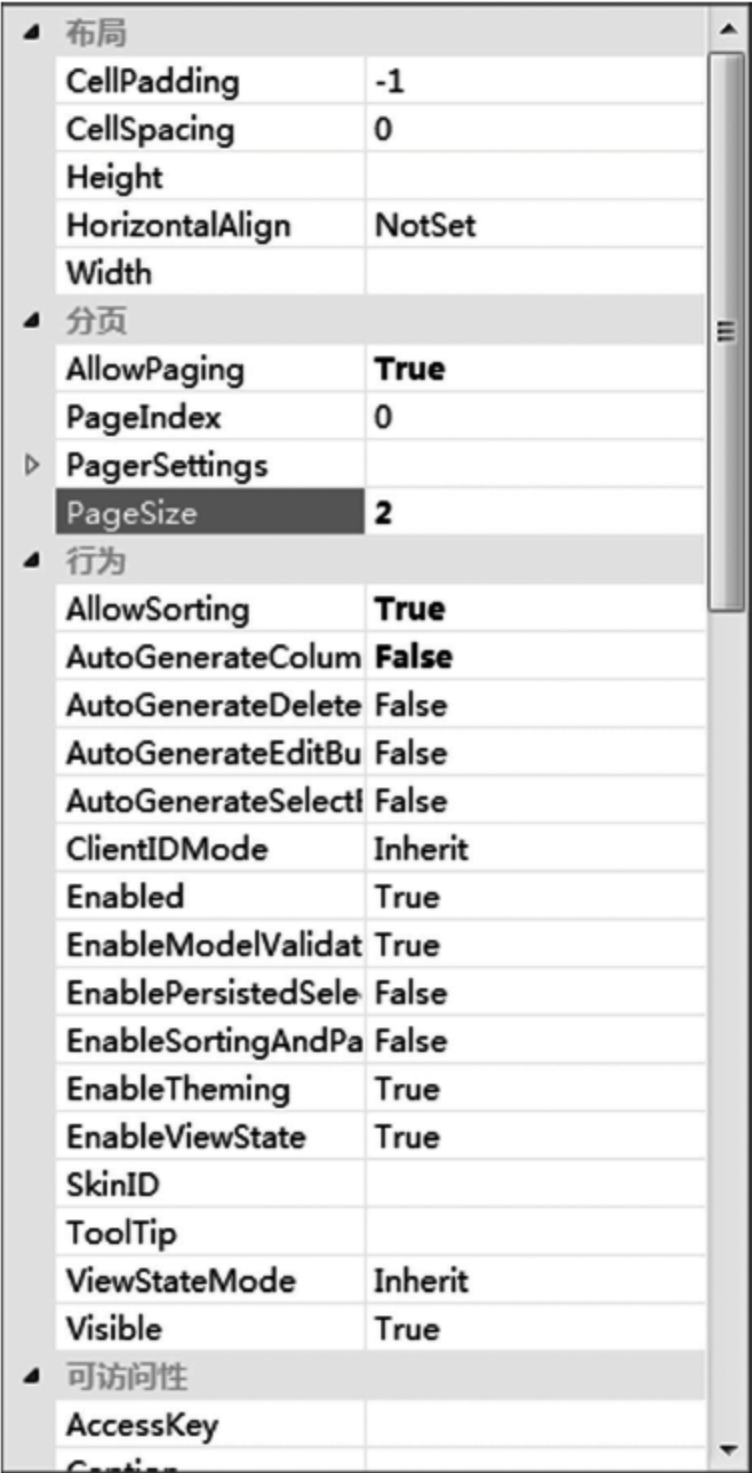 布局
CellPadding -1
CellSpacing 0
Height
HorizontalAlign NotSet
Width
分页
AllowPaging True
PageIndex 0
PagerSettings
PageSize 2
行为
AllowSorting True
AutoGenerateColum False
AutoGenerateDelete False
AutoGenerateEditBu False
AutoGenerateSelect False
ClientIDMode Inherit
Enabled True
EnableModelValidat True
EnablePersistedSele False
EnableSortingAndPa False
EnableTheming True
EnableViewState True
SkinID
ToolTip
ViewStateMode Inherit
Visible True
可访问性
AccessKey